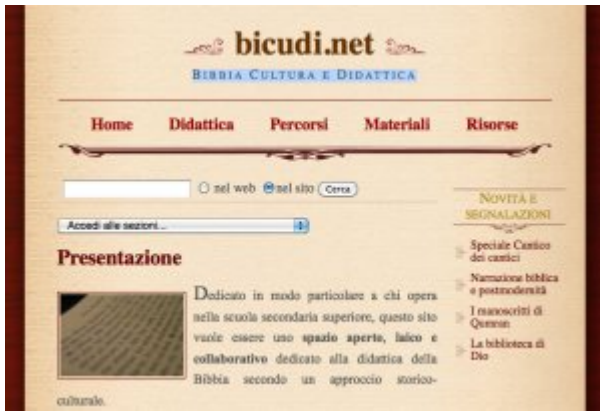 bicudi.net
Bibbia Cultura e Didattica
Home Didattica Percorsi Materiali Risorse
nel web nel sito Cerca
Accedi alle sezioni...
Presentazione
Dedicato in modo particolare a chi opera
nella scuola secondaria superiore, questo sito
vuole essere uno spazio aperto, laico e
collaborativo dedicato alla didattica della
Bibbia secondo un approccio storico-
culturale.
Novità e
segnalazioni
Speciale Cantico
dei cantici
Narrazione biblica
e postmodernità
I manoscritti di
Qumran
La biblioteca di
Dio